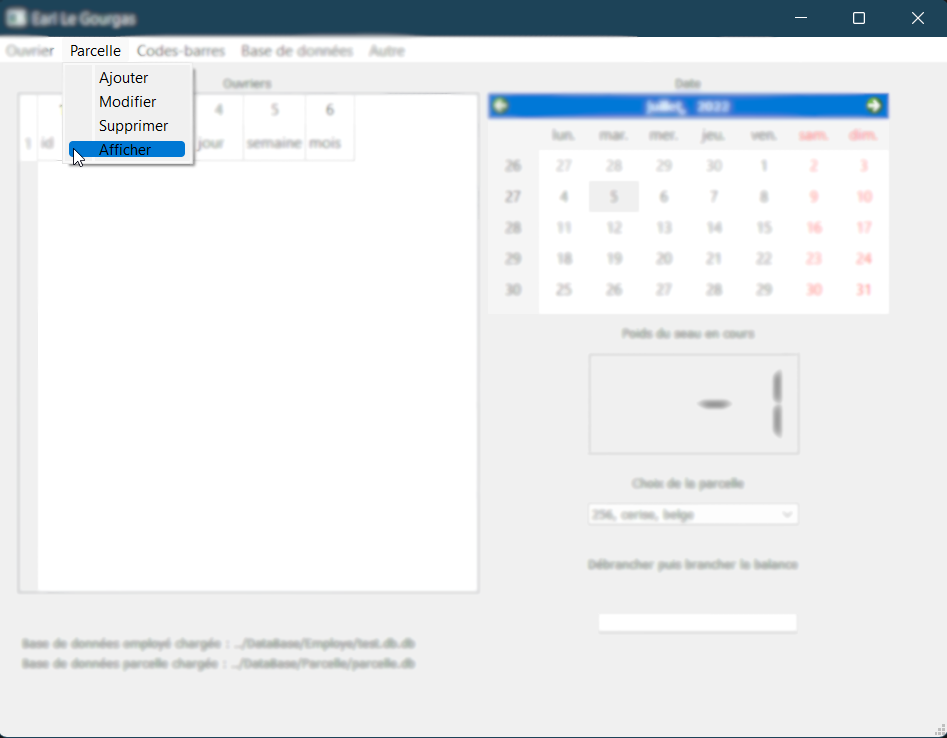 Earl Le Gourgas
Ouvrier Parcelle Codes-barres Base de données Autre
Ajouter
Modifier
Supprimer
Afficher
Ouvriers
4 5 6
1 id jour semaine mois
Date
juillet, 2022
lun. mar. mer. jeu. ven. sam. dim.
26 27 28 29 30 1 2 3
27 4 5 6 7 8 9 10
28 11 12 13 14 15 16 17
29 18 19 20 21 22 23 24
30 25 26 27 28 29 30 31
Poids du seau en cours
-1
Choix de la parcelle
256, cerise, belge
Débrancher puis brancher la balance
Base de données employé chargée : ../DataBase/Employe/test.db.db
Base de données parcelle chargée : ../DataBase/Parcelle/parcelle.db